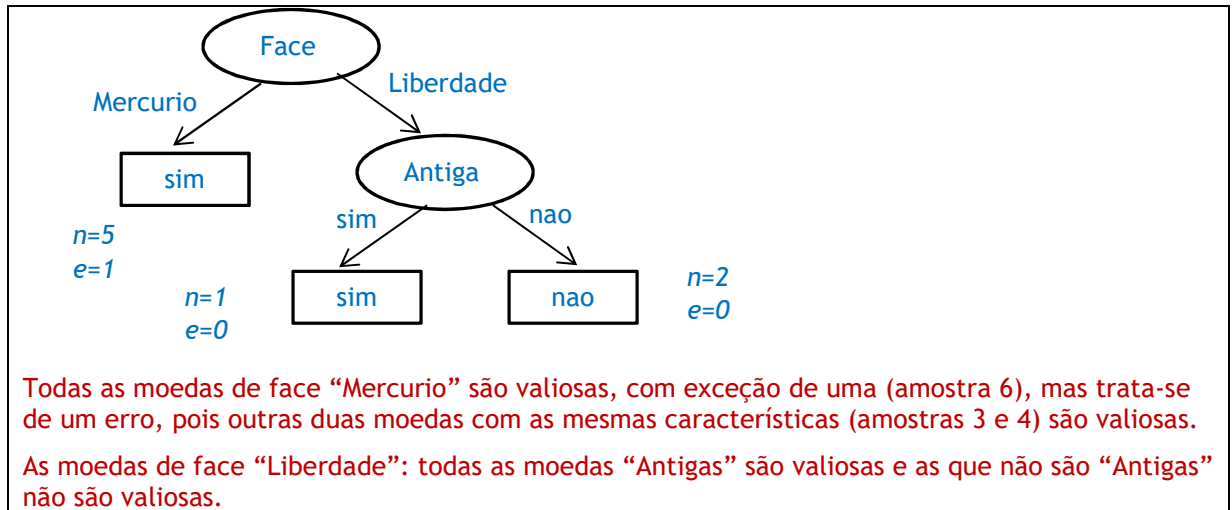 Face
Mercurio
Liberdade
sim
Antiga
n=5
e=1
sim
nao
n=1
e=0
sim
nao
n=2
e=0
Todas as moedas de face “Mercurio” são valiosas, com exceção de uma (amostra 6), mas trata-se
de um erro, pois outras duas moedas com as mesmas característícas (amostras 3 e 4) são valiosas.
As moedas de face “Liberdade”: todas as moedas “Antigas” são valiosas e as que não são “Antigas”
não são valiosas.